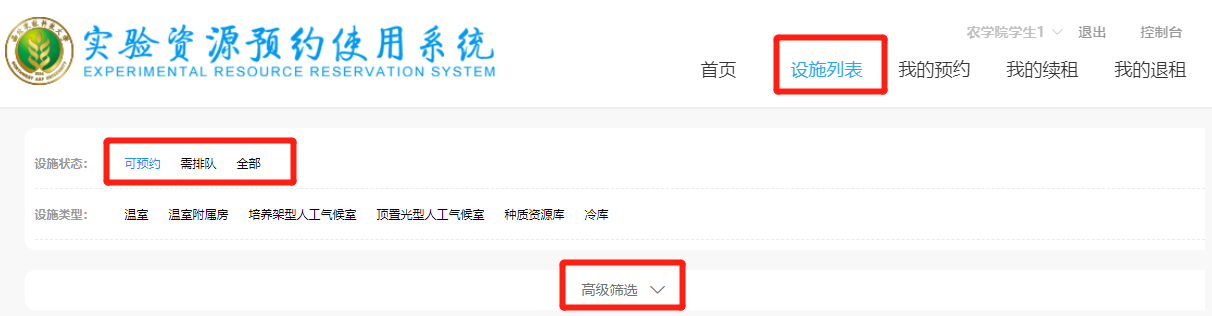 农学院学生1 退出 控制台
实验资源预约使用系统
EXPERIMENTAL RESOURCE RESERVATION SYSTEM
首页 设施列表 我的预约 我的续租 我的退租
设施状态: 可预约 需排队 全部
设施类型: 温室 温室附属房 培养架型人工气候室 顶置光型人工气候室 种质资源库 冷库
高级筛选